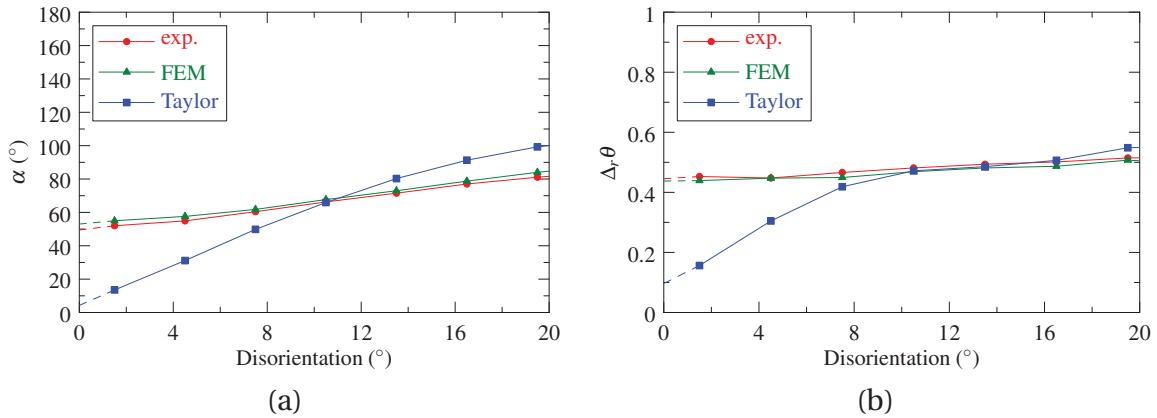 180
160
140
120
100
80
60
40
20
0
α (°)
exp.
FEM
Taylor
0 4 8 12 16 20
Disorientation (°)
(a)
1
0.8
0.6
0.4
0.2
0
Δrθ
exp.
FEM
Taylor
0 4 8 12 16 20
Disorientation (°)
(b)